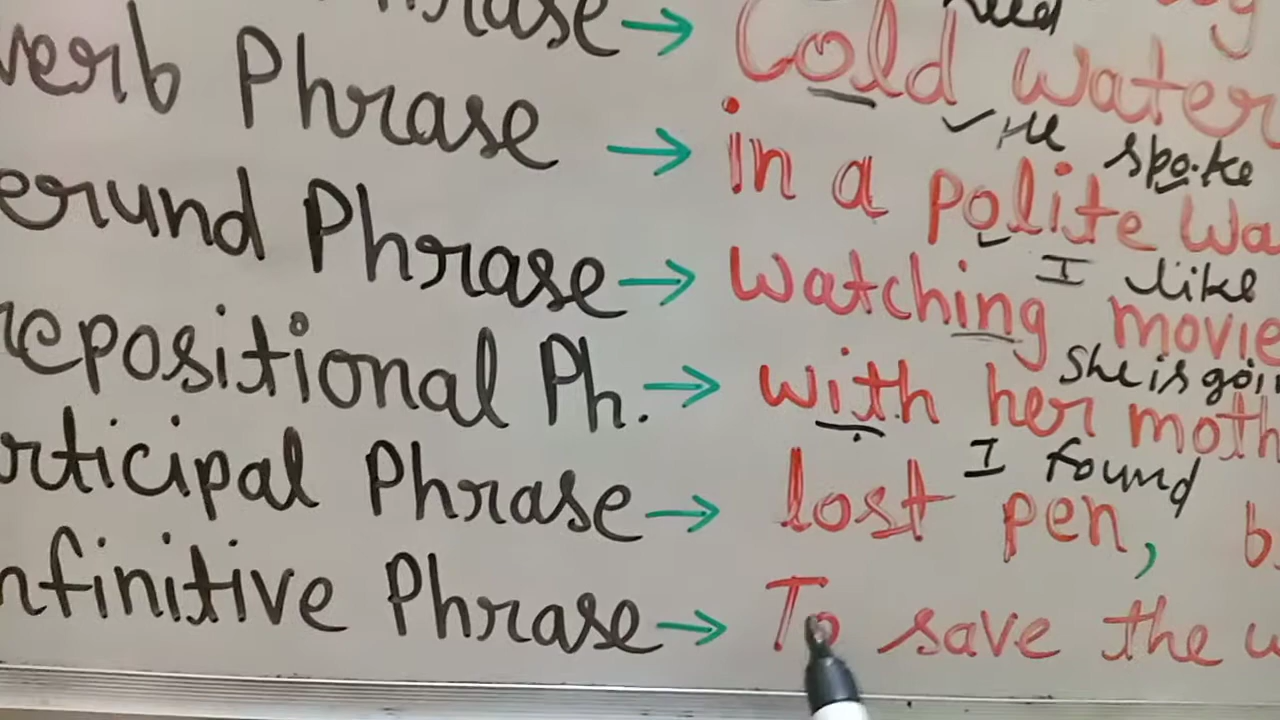 Phrase → Cold water
verb Phrase → in a polite wa
He spoke
erund Phrase → watching movie
I like
repositional Ph. → with her moth
She is goi
rticipal Phrase → lost pen, b
I found
nfinitive Phrase → To save the w